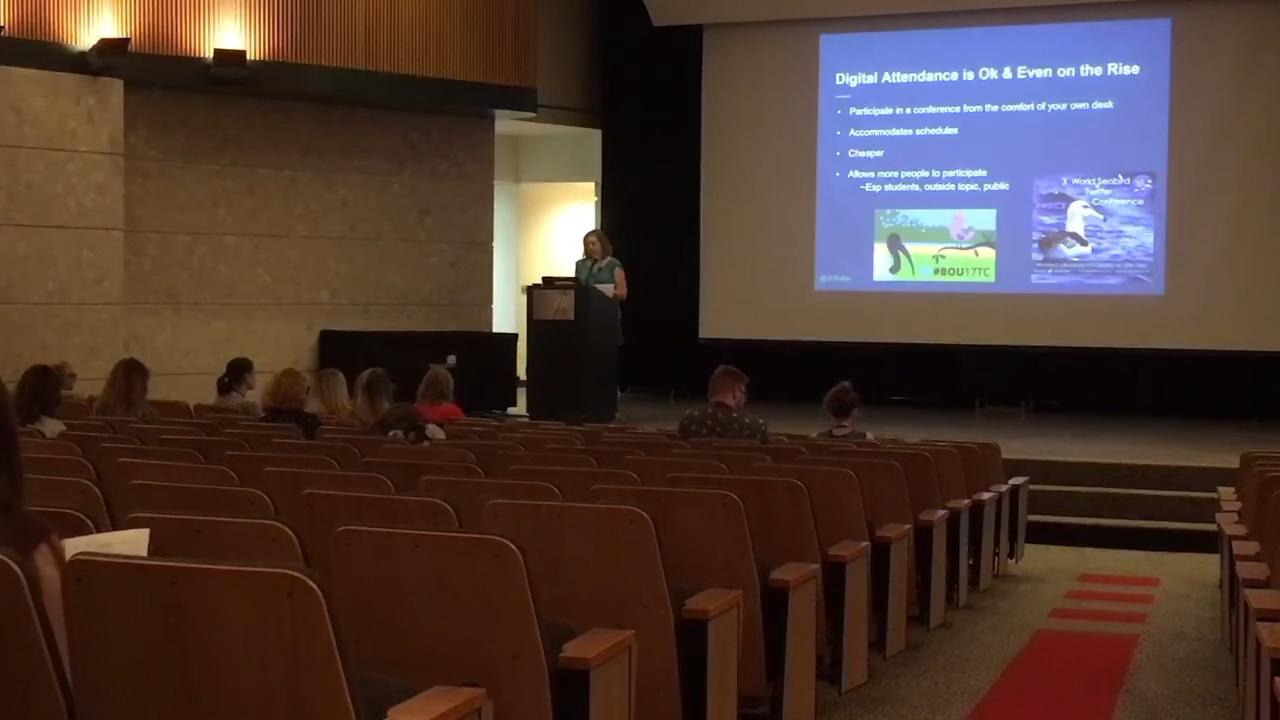 Digital Attendance is Ok & Even on the Rise
• Participate in a conference from the comfort of your own desk
• Accommodates schedules
• Cheaper
• Allows more people to participate
–Esp students, outside topic, public
#BOU17TC
World Seabird
Twitter
Conference